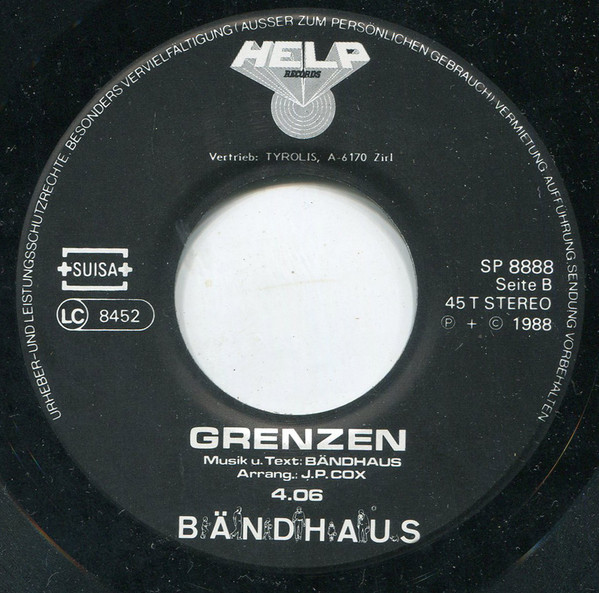 URHEBER-UND LEISTUNGSSCHUTZRECHTE. BESONDERS VERVIELFÄLTIGUNG (AUSSER ZUM PERSÖNLICHEN GEBRAUCH) VERMIETUNG AUFFÜHRUNG, SENDUNG VORBEHALTEN
HELP
RECORDS
Vertrieb: TYROLIS, A-6170 Zirl
SUISA
LC 8452
SP 8888
Seite B
45 T STEREO
Ⓟ + © 1988
GRENZEN
Musik u. Text: BÄNDHAUS
Arrang.: J.P. COX
4.06
BÄNDHAUS